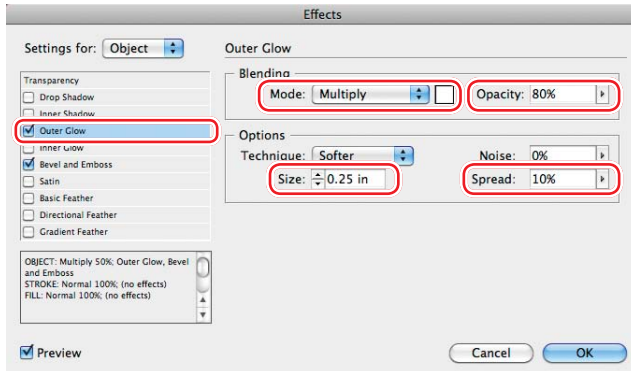 Effects
Settings for: Object
Transparency
Drop Shadow
Inner Shadow
Outer Glow
Inner Glow
Bevel and Emboss
Satin
Basic Feather
Directional Feather
Gradient Feather
OBJECT: Multiply 50%; Outer Glow, Bevel
and Emboss
STROKE: Normal 100%; (no effects)
FILL: Normal 100%; (no effects)
Preview
Outer Glow
Blending
Mode: Multiply Opacity: 80%
Options
Technique: Softer Noise: 0%
Size: 0.25 in Spread: 10%
Cancel OK